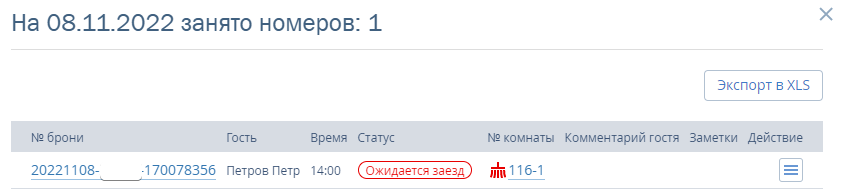 На 08.11.2022 занято номеров: 1
Экспорт в XLS
№ брони Гость Время Статус № комнаты Комментарий гостя Заметки Действие
20221108- -170078356 Петров Петр 14:00 Ожидается заезд 116-1